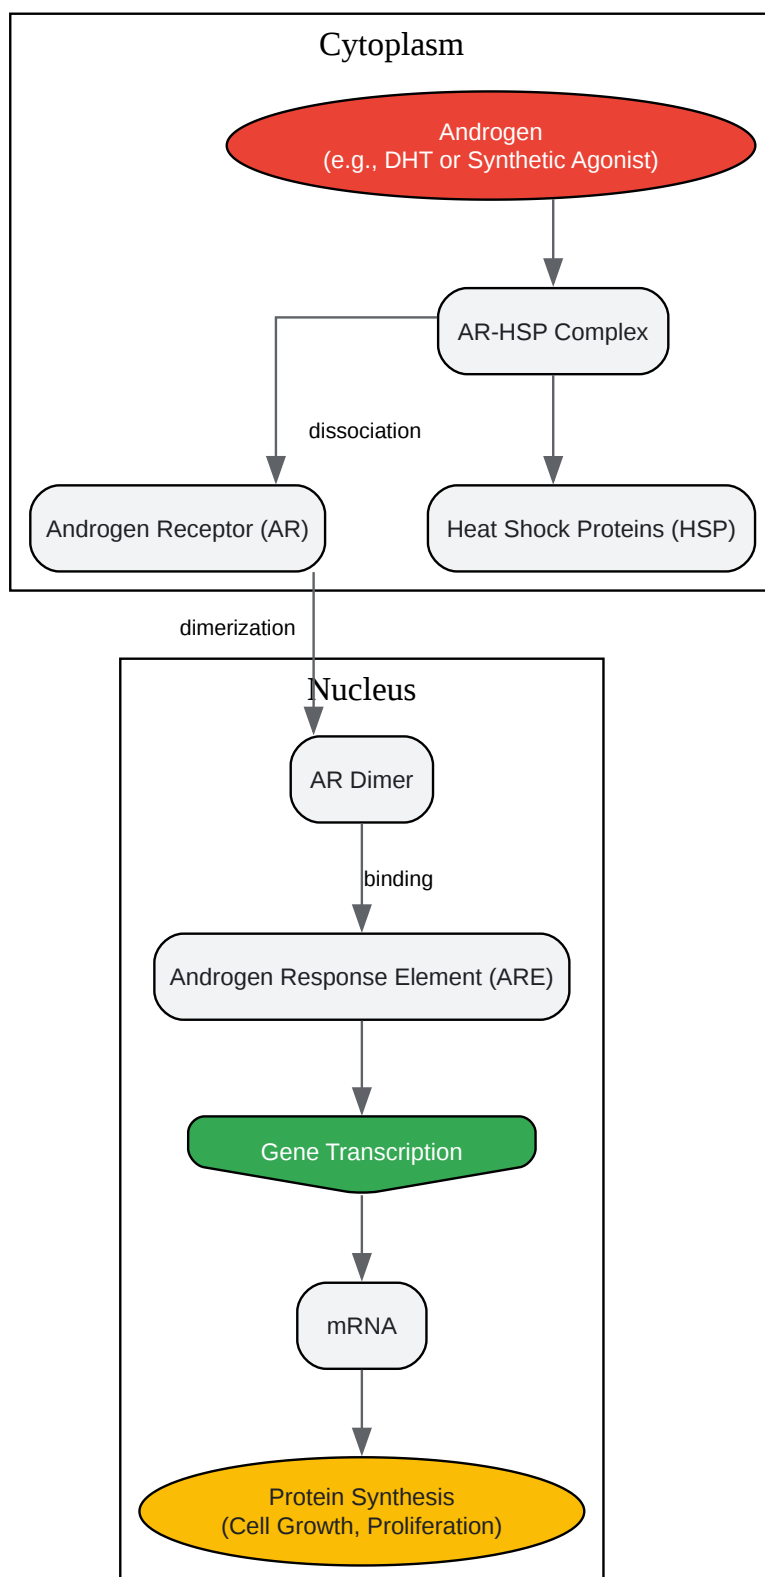 Cytoplasm
Androgen
(e.g., DHT or Synthetic Agonist)
AR-HSP Complex
dissociation
Androgen Receptor (AR)
Heat Shock Proteins (HSP)
dimerization
Nucleus
AR Dimer
binding
Androgen Response Element (ARE)
Gene Transcription
mRNA
Protein Synthesis
(Cell Growth, Proliferation)